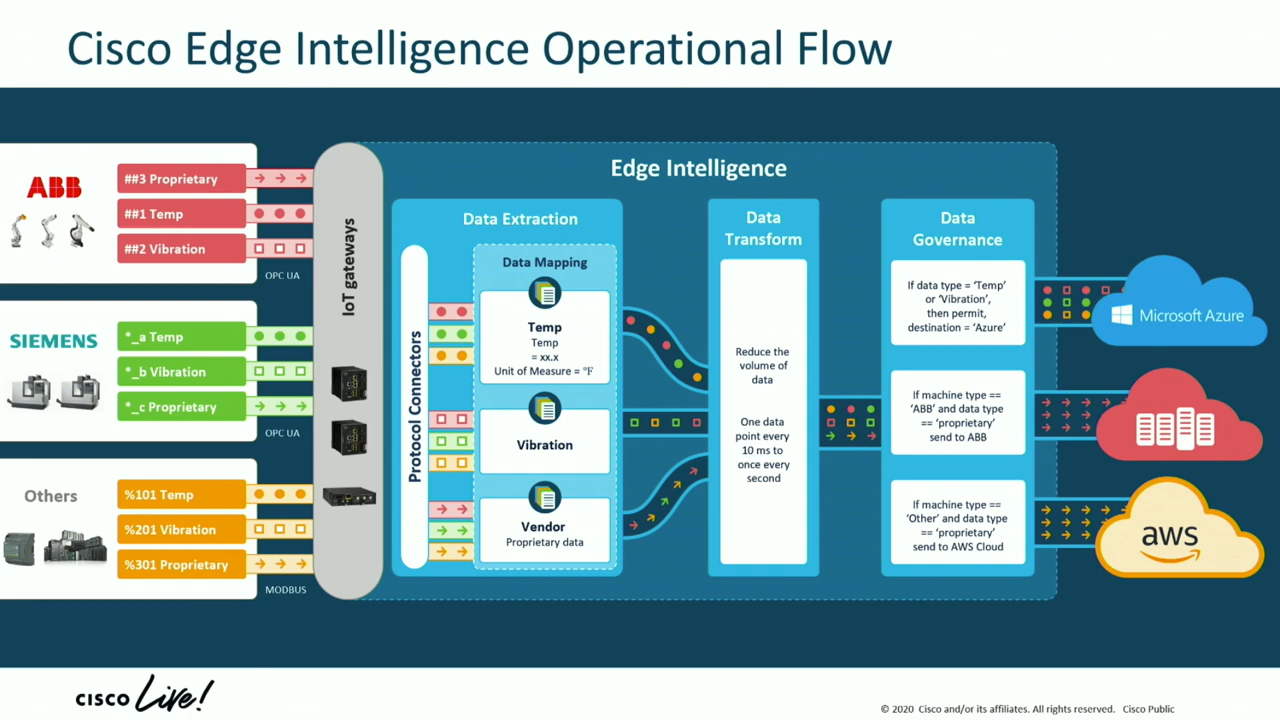 Cisco Edge Intelligence Operational Flow
ABB
##3 Proprietary
##1 Temp
##2 Vibration
OPC UA
SIEMENS
*_a Temp
*_b Vibration
*_c Proprietary
OPC UA
Others
%101 Temp
%201 Vibration
%301 Proprietary
MODBUS
IoT gateways
Edge Intelligence
Data Extraction
Protocol Connectors
Data Mapping
Temp
Temp
= xx.x
Unit of Measure = °F
Vibration
Vendor
Proprietary data
Data
Transform
Reduce the
volume of
data
One data
point every
10 ms to
once every
second
Data
Governance
If data type = ‘Temp’
or ‘Vibration’,
then permit,
destination = ‘Azure’
If machine type ==
‘ABB’ and data type
== ‘proprietary’
send to ABB
If machine type ==
‘Other’ and data type
== ‘proprietary’
send to AWS Cloud
Microsoft Azure
aws
CISCO Live!
© 2020 Cisco and/or its affiliates. All rights reserved. Cisco Public